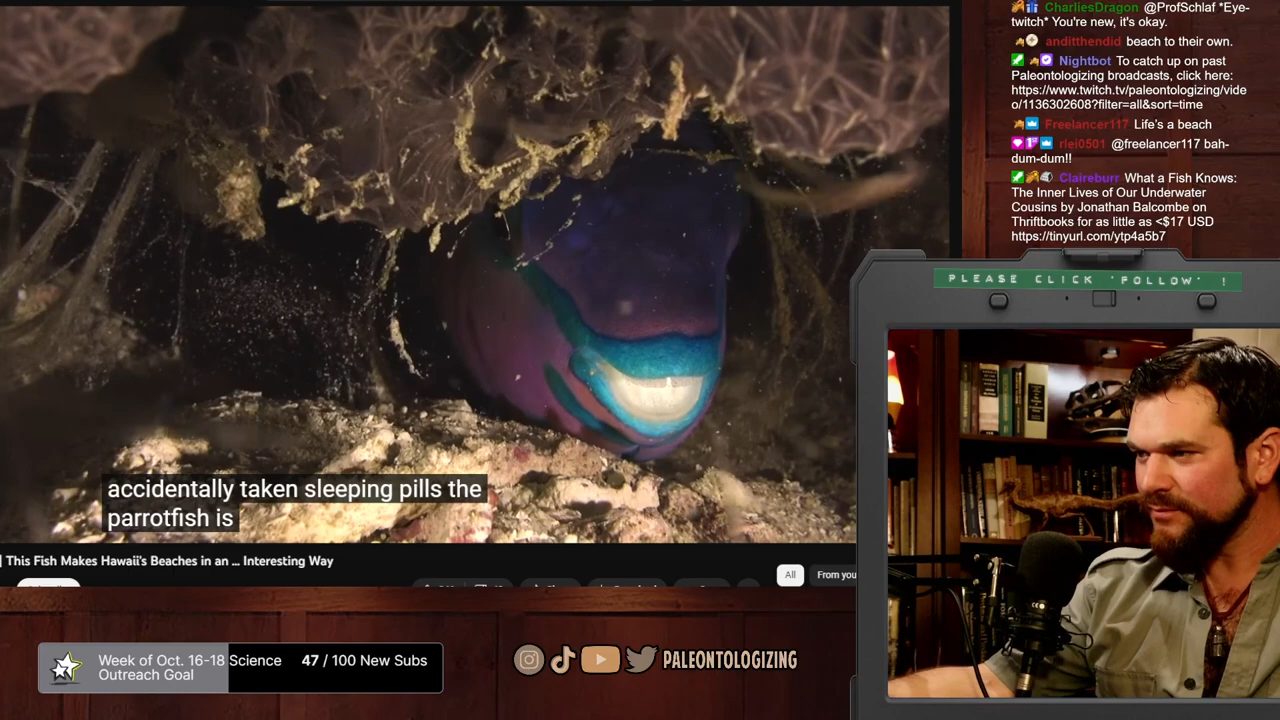 CharliesDragon @ProfSchlaf *Eye-
twitch* You're new, it's okay.
anditthendid beach to their own.
Nightbot To catch up on past
Paleontologizing broadcasts, click here:
https://www.twitch.tv/paleontologizing/vide
o/1136302608?filter=all&sort=time
Freelancer117 Life's a beach
rlei0501 @freelancer117 bah-
dum-dum!!
Claireburr What a Fish Knows:
The Inner Lives of Our Underwater
Cousins by Jonathan Balcombe on
Thriftbooks for as little as <$17 USD
https://tinyurl.com/ytp4a5b7
PLEASE CLICK 'FOLLOW' !
accidentally taken sleeping pills the
parrotfish is
This Fish Makes Hawaii's Beaches in an ... Interesting Way
All From you
Week of Oct. 16-18 Science 47 / 100 New Subs
Outreach Goal
PALEONTOLOGIZING